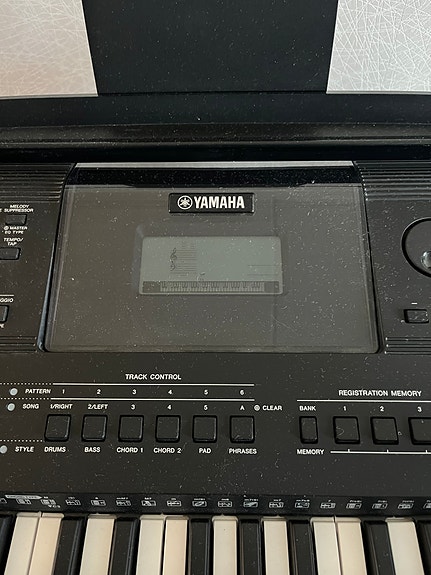 YAMAHA
MELODY
SUPPRESSOR
MASTER
EQ TYPE
TEMPO/
TAP
TRACK CONTROL
PATTERN 1 2 3 4 5 6
REGISTRATION MEMORY
SONG 1/RIGHT 2/LEFT 3 4 5 A CLEAR
BANK 1 2 3
STYLE DRUMS BASS CHORD 1 CHORD 2 PAD PHRASES
MEMORY